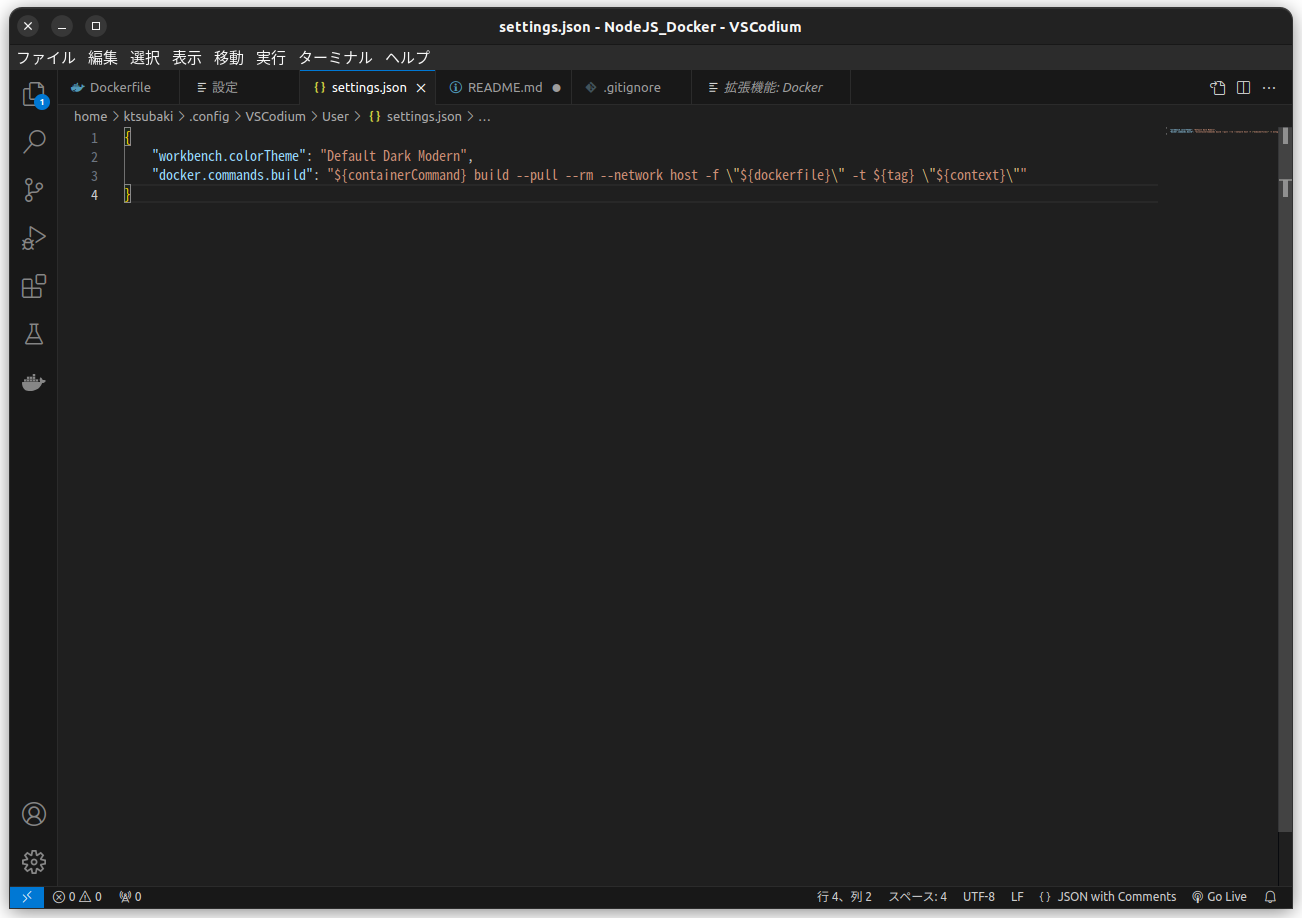 settings.json - NodeJS_Docker - VSCodium
ファイル 編集 選択 表示 移動 実行 ターミナル ヘルプ
Dockerfile 設定 {} settings.json README.md .gitignore 拡張機能: Docker
1
home > ktsubaki > .config > VSCodium > User > {} settings.json > ...
1 {
2 "workbench.colorTheme": "Default Dark Modern",
3 "docker.commands.build": "${containerCommand} build --pull --rm --network host -f \"${dockerfile}\" -t ${tag} \"${context}\""
4 }
0 0 0 行 4、列 2 スペース: 4 UTF-8 LF {} JSON with Comments Go Live